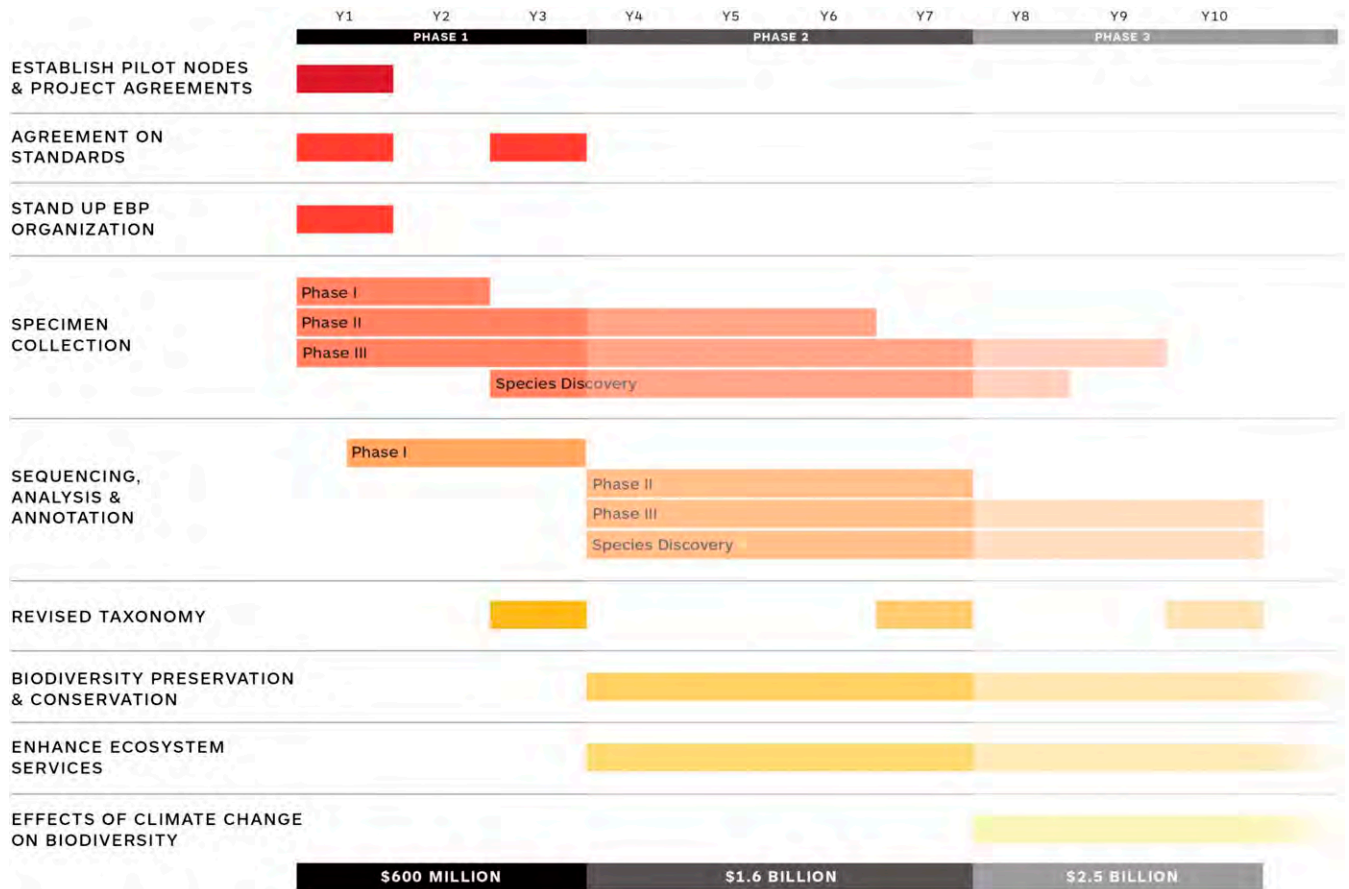 Y1 Y2 Y3 Y4 Y5 Y6 Y7 Y8 Y9 Y10
PHASE 1 PHASE 2 PHASE 3
ESTABLISH PILOT NODES
& PROJECT AGREEMENTS
AGREEMENT ON
STANDARDS
STAND UP EBP
ORGANIZATION
SPECIMEN
COLLECTION
Phase I
Phase II
Phase III
Species Discovery
SEQUENCING,
ANALYSIS &
ANNOTATION
Phase I
Phase II
Phase III
Species Discovery
REVISED TAXONOMY
BIODIVERSITY PRESERVATION
& CONSERVATION
ENHANCE ECOSYSTEM
SERVICES
EFFECTS OF CLIMATE CHANGE
ON BIODIVERSITY
$600 MILLION $1.6 BILLION $2.5 BILLION